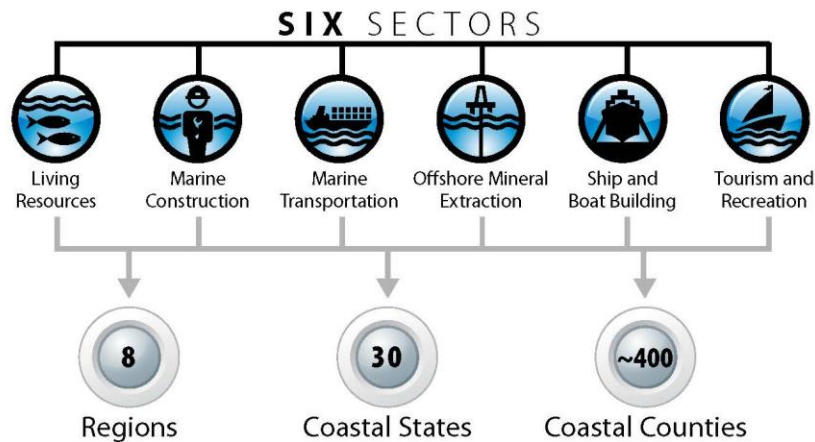 SIX SECTORS
Living
Resources
Marine
Construction
Marine
Transportation
Offshore Mineral
Extraction
Ship and
Boat Building
Tourism and
Recreation
8
Regions
30
Coastal States
~400
Coastal Counties